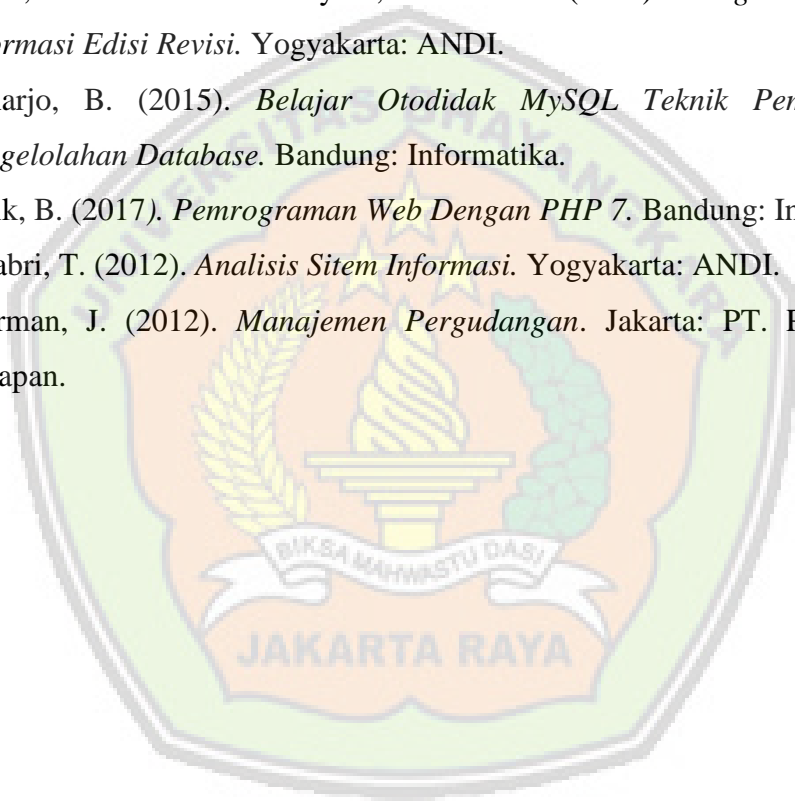 ormasi Edisi Revisi. Yogyakarta: ANDI.
arjo, B. (2015). Belajar Otodidak MySQL Teknik Pen
gelolahan Database. Bandung: Informatika.
k, B. (2017). Pemrograman Web Dengan PHP 7. Bandung: In
abri, T. (2012). Analisis Sitem Informasi. Yogyakarta: ANDI.
rman, J. (2012). Manajemen Pergudangan. Jakarta: PT.
apan.
UNIVERSITAS BHAYANGKARA
BIKSA MAHWASTU DASI
JAKARTA RAYA